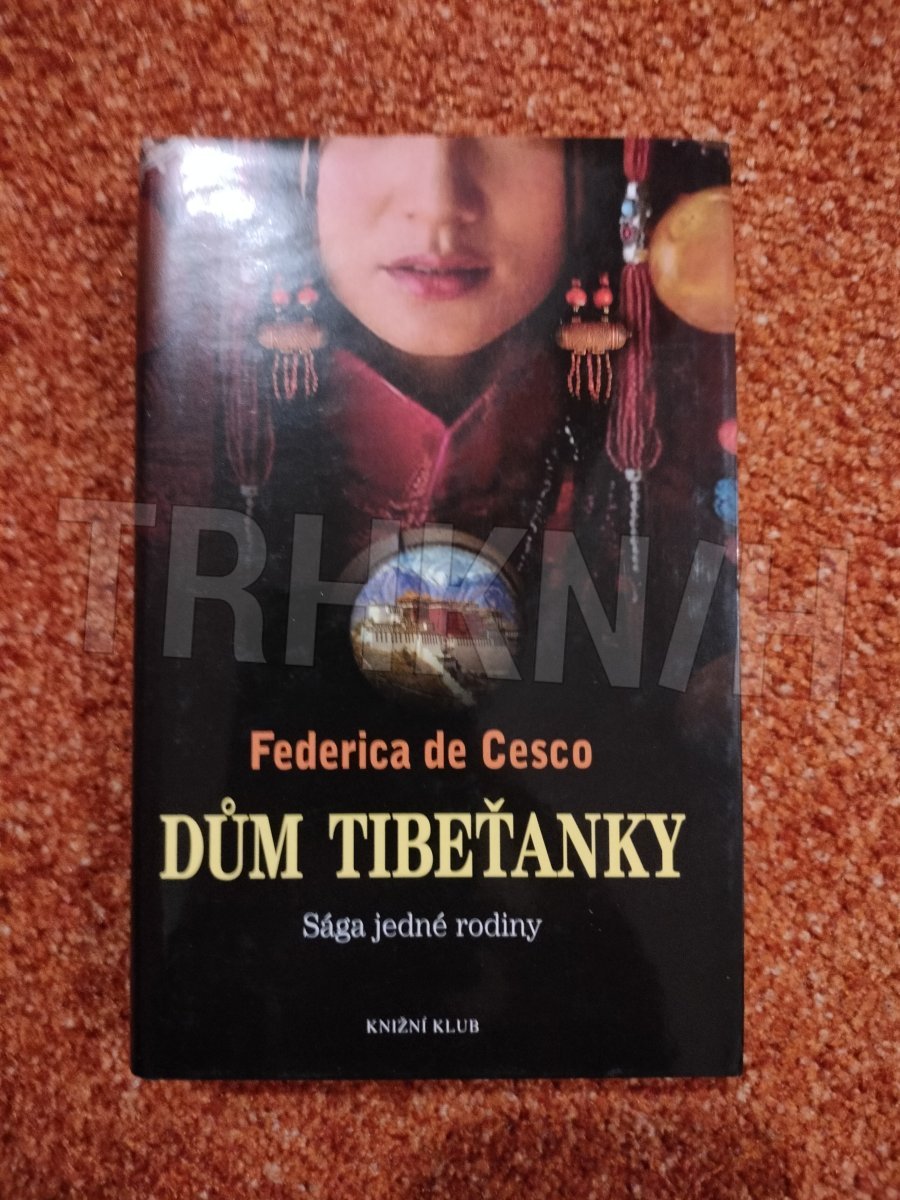 TRHKNIH
Federica de Cesco
DŮM TIBEŤANKY
Sága jedné rodiny
KNIŽNÍ KLUB